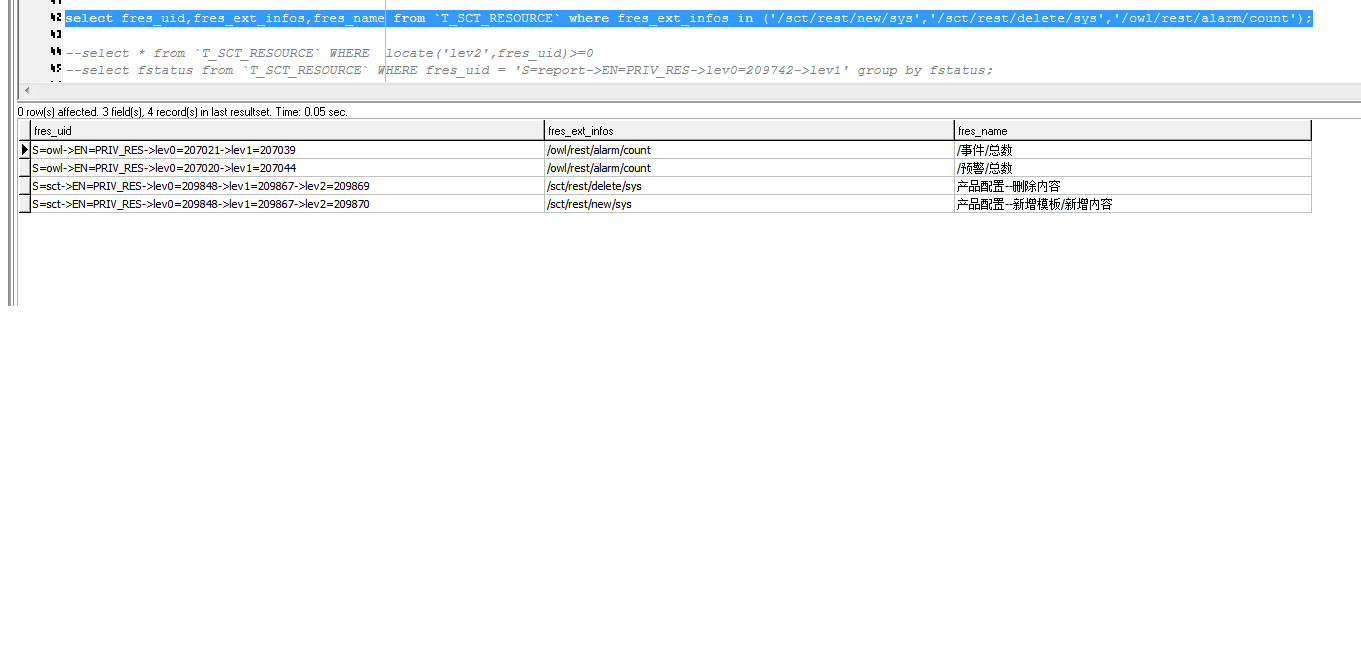 42 select fres_uid,fres_ext_infos,fres_name from `T_SCT_RESOURCE` where fres_ext_infos in ('/sct/rest/new/sys','/sct/rest/delete/sys','/owl/rest/alarm/count');
43
44 --select * from `T_SCT_RESOURCE` WHERE  locate('lev2',fres_uid)>=0
45 --select fstatus from `T_SCT_RESOURCE` WHERE fres_uid = 'S=report->EN=PRIV_RES->lev0=209742->lev1' group by fstatus;
0 row(s) affected. 3 field(s), 4 record(s) in last resultset. Time: 0.05 sec.
fres_uid fres_ext_infos fres_name
S=owl->EN=PRIV_RES->lev0=207021->lev1=207039 /owl/rest/alarm/count /事件/总数
S=owl->EN=PRIV_RES->lev0=207020->lev1=207044 /owl/rest/alarm/count /预警/总数
S=sct->EN=PRIV_RES->lev0=209848->lev1=209867->lev2=209869 /sct/rest/delete/sys 产品配置--删除内容
S=sct->EN=PRIV_RES->lev0=209848->lev1=209867->lev2=209870 /sct/rest/new/sys 产品配置--新增模板/新增内容